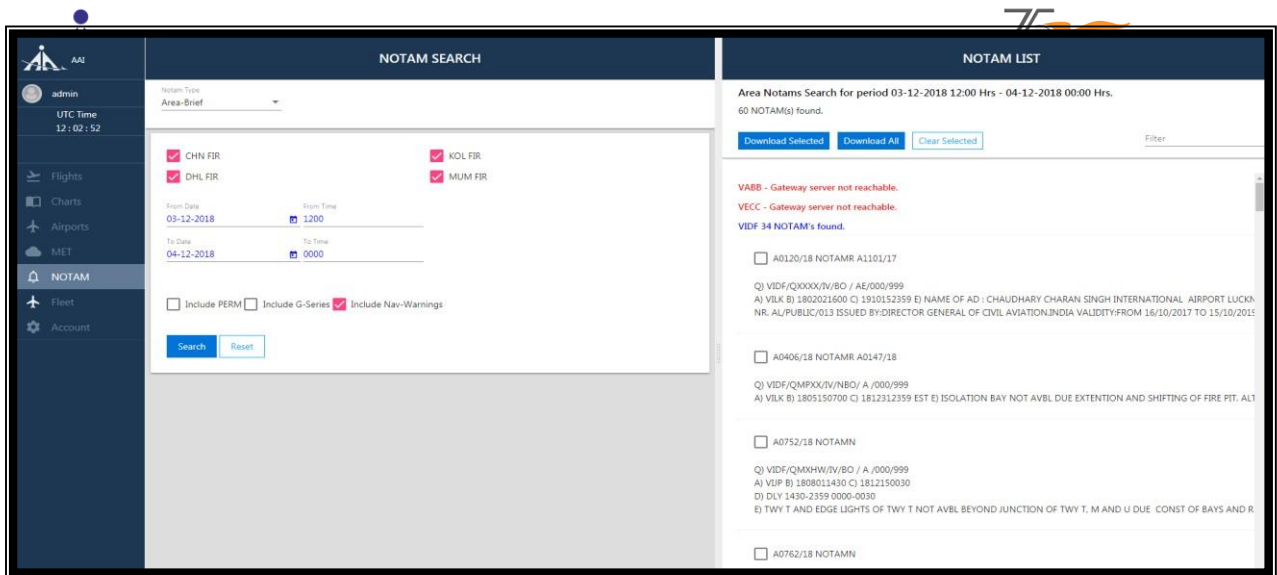 AAI
NOTAM SEARCH
NOTAM LIST
admin
UTC Time
12 : 02 : 52
Flights
Charts
Airports
MET
NOTAM
Fleet
Account
Notam Type
Area-Brief
CHN FIR
KOL FIR
DHL FIR
MUM FIR
From Date
From Time
03-12-2018
1200
To Date
To Time
04-12-2018
0000
Include PERM
Include G-Series
Include Nav-Warnings
Search
Reset
Area Notams Search for period 03-12-2018 12:00 Hrs - 04-12-2018 00:00 Hrs.
60 NOTAM(s) found.
Download Selected
Download All
Clear Selected
Filter
VABB - Gateway server not reachable.
VECC - Gateway server not reachable.
VIDF 34 NOTAM's found.
A0120/18 NOTAMR A1101/17
Q) VIDF/QXXXX/IV/BO / AE/000/999
A) VILK B) 1802021600 C) 1910152359 E) NAME OF AD : CHAUDHARY CHARAN SINGH INTERNATIONAL AIRPORT LUCKN
NR. AL/PUBLIC/013 ISSUED BY:DIRECTOR GENERAL OF CIVIL AVIATION,INDIA VALIDITY:FROM 16/10/2017 TO 15/10/2019
A0406/18 NOTAMR A0147/18
Q) VIDF/QMPXX/IV/NBO/ A /000/999
A) VILK B) 1805150700 C) 1812312359 EST E) ISOLATION BAY NOT AVBL DUE EXTENTION AND SHIFTING OF FIRE PIT. ALT
A0752/18 NOTAMN
Q) VIDF/QMXHW/IV/BO / A /000/999
A) VIJP B) 1808011430 C) 1812150030
D) DLY 1430-2359 0000-0030
E) TWY T AND EDGE LIGHTS OF TWY T NOT AVBL BEYOND JUNCTION OF TWY T, M AND U DUE CONST OF BAYS AND R
A0762/18 NOTAMN